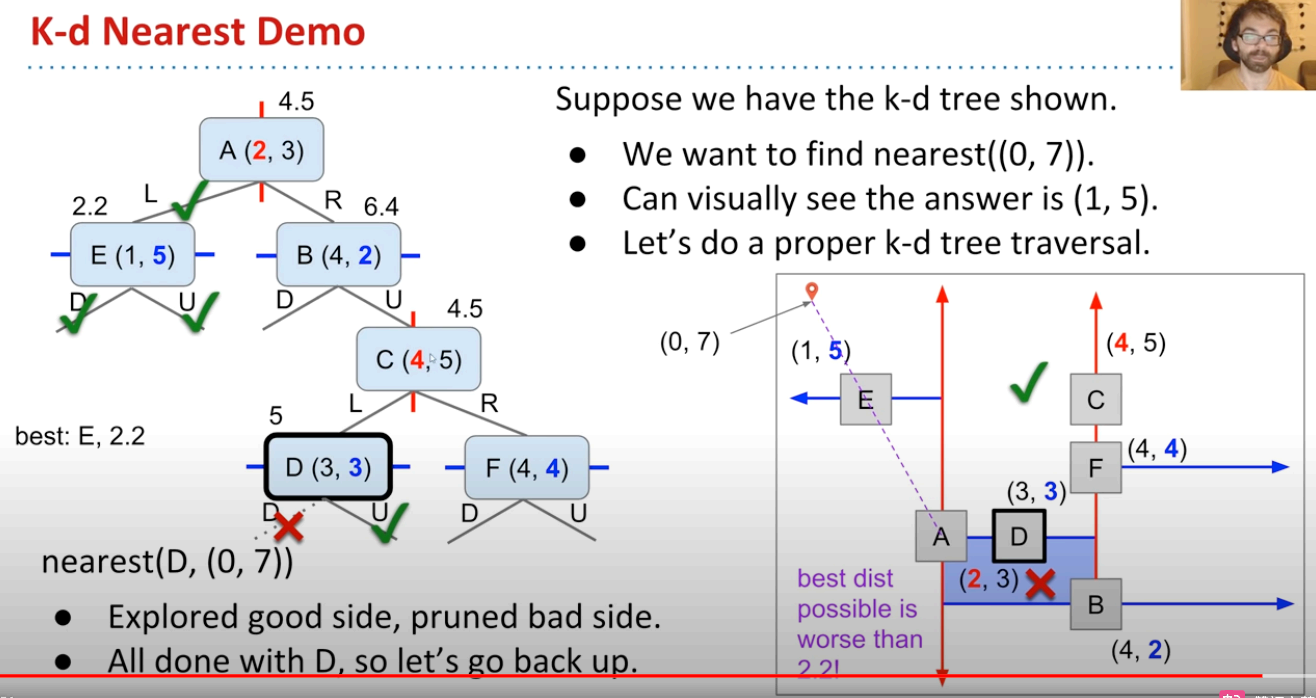 K-d Nearest Demo
4.5
A (2, 3)
L
R
2.2
6.4
E (1, 5)
B (4, 2)
D
U
D
U
4.5
C (4, 5)
L
R
5
best: E, 2.2
D (3, 3)
F (4, 4)
D
U
D
U
nearest(D, (0, 7))
● Explored good side, pruned bad side.
● All done with D, so let’s go back up.
Suppose we have the k-d tree shown.
● We want to find nearest((0, 7)).
● Can visually see the answer is (1, 5).
● Let’s do a proper k-d tree traversal.
(0, 7)
(1, 5)
(4, 5)
E
C
(4, 4)
F
(3, 3)
A
D
(2, 3)
B
(4, 2)
best dist
possible is
worse than
2.2!